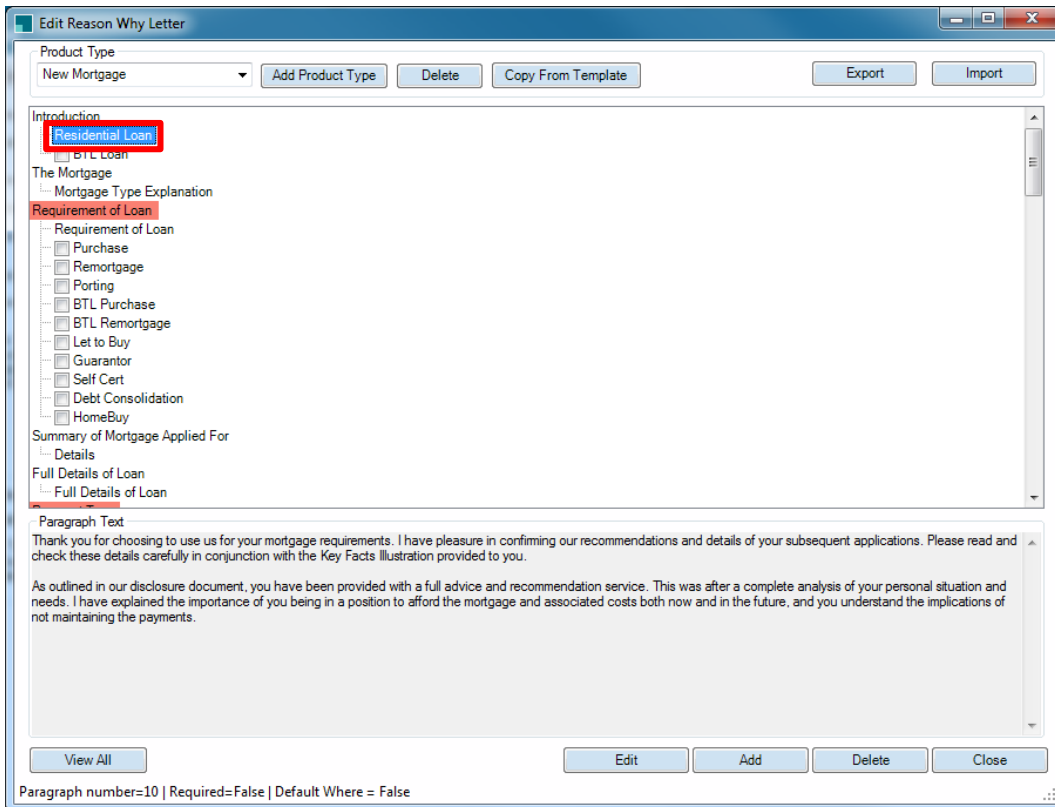 Edit Reason Why Letter
Product Type
New Mortgage Add Product Type Delete Copy From Template Export Import
Introduction
Residential Loan
BTL Loan
The Mortgage
Mortgage Type Explanation
Requirement of Loan
Requirement of Loan
Purchase
Remortgage
Porting
BTL Purchase
BTL Remortgage
Let to Buy
Guarantor
Self Cert
Debt Consolidation
HomeBuy
Summary of Mortgage Applied For
Details
Full Details of Loan
Full Details of Loan
Paragraph Text
Thank you for choosing to use us for your mortgage requirements. I have pleasure in confirming our recommendations and details of your subsequent applications. Please read and
check these details carefully in conjunction with the Key Facts Illustration provided to you.
As outlined in our disclosure document, you have been provided with a full advice and recommendation service. This was after a complete analysis of your personal situation and
needs. I have explained the importance of you being in a position to afford the mortgage and associated costs both now and in the future, and you understand the implications of
not maintaining the payments.
View All Edit Add Delete Close
Paragraph number=10 | Required=False | Default Where = False